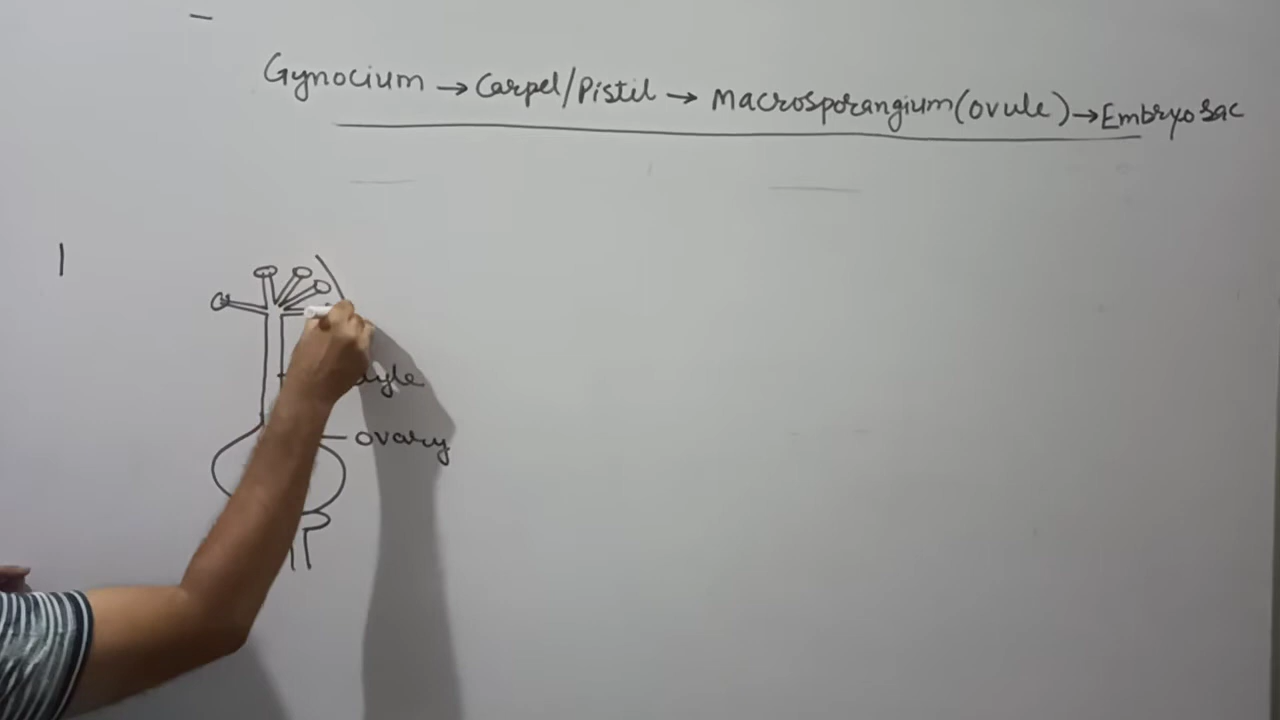 Gynocium → Carpel/Pistil → Macrosporangium (ovule) → Embryo sac
ovary